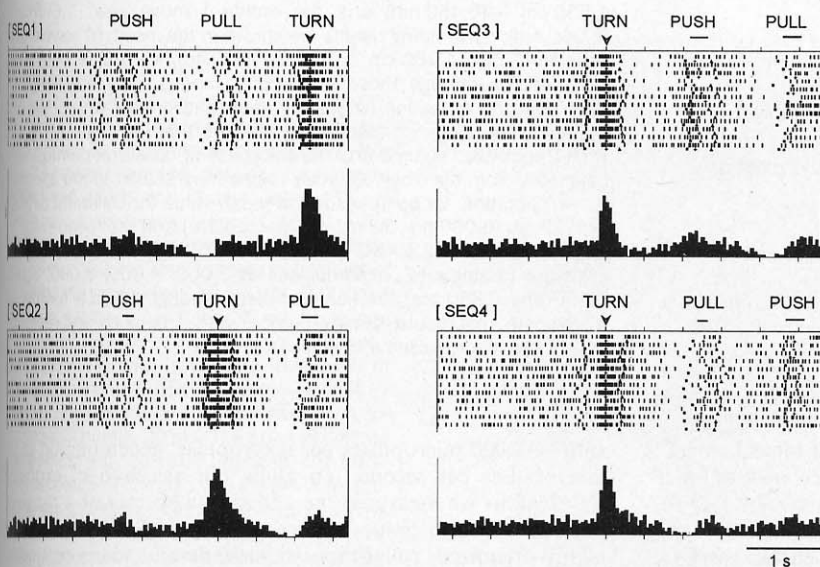 [SEQ1] PUSH PULL TURN
[SEQ3] TURN PUSH PULL
[SEQ2] PUSH TURN PULL
[SEQ4] TURN PULL PUSH
1 s